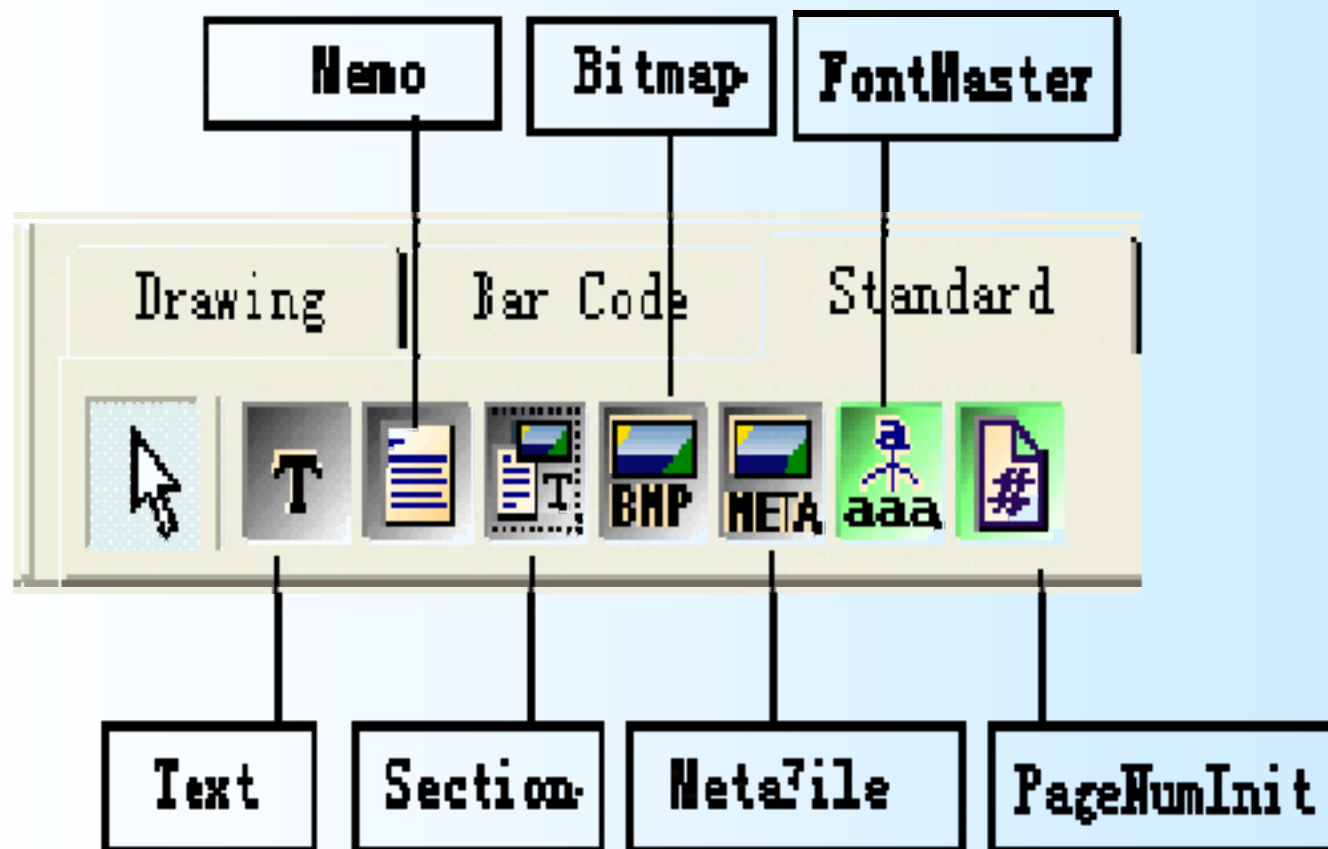 Memo
Bitmap
FontMaster
Drawing
Bar Code
Standard
T
T
BMP
META
a
aaa
#
Text
Section
MetaFile
PageNumInit